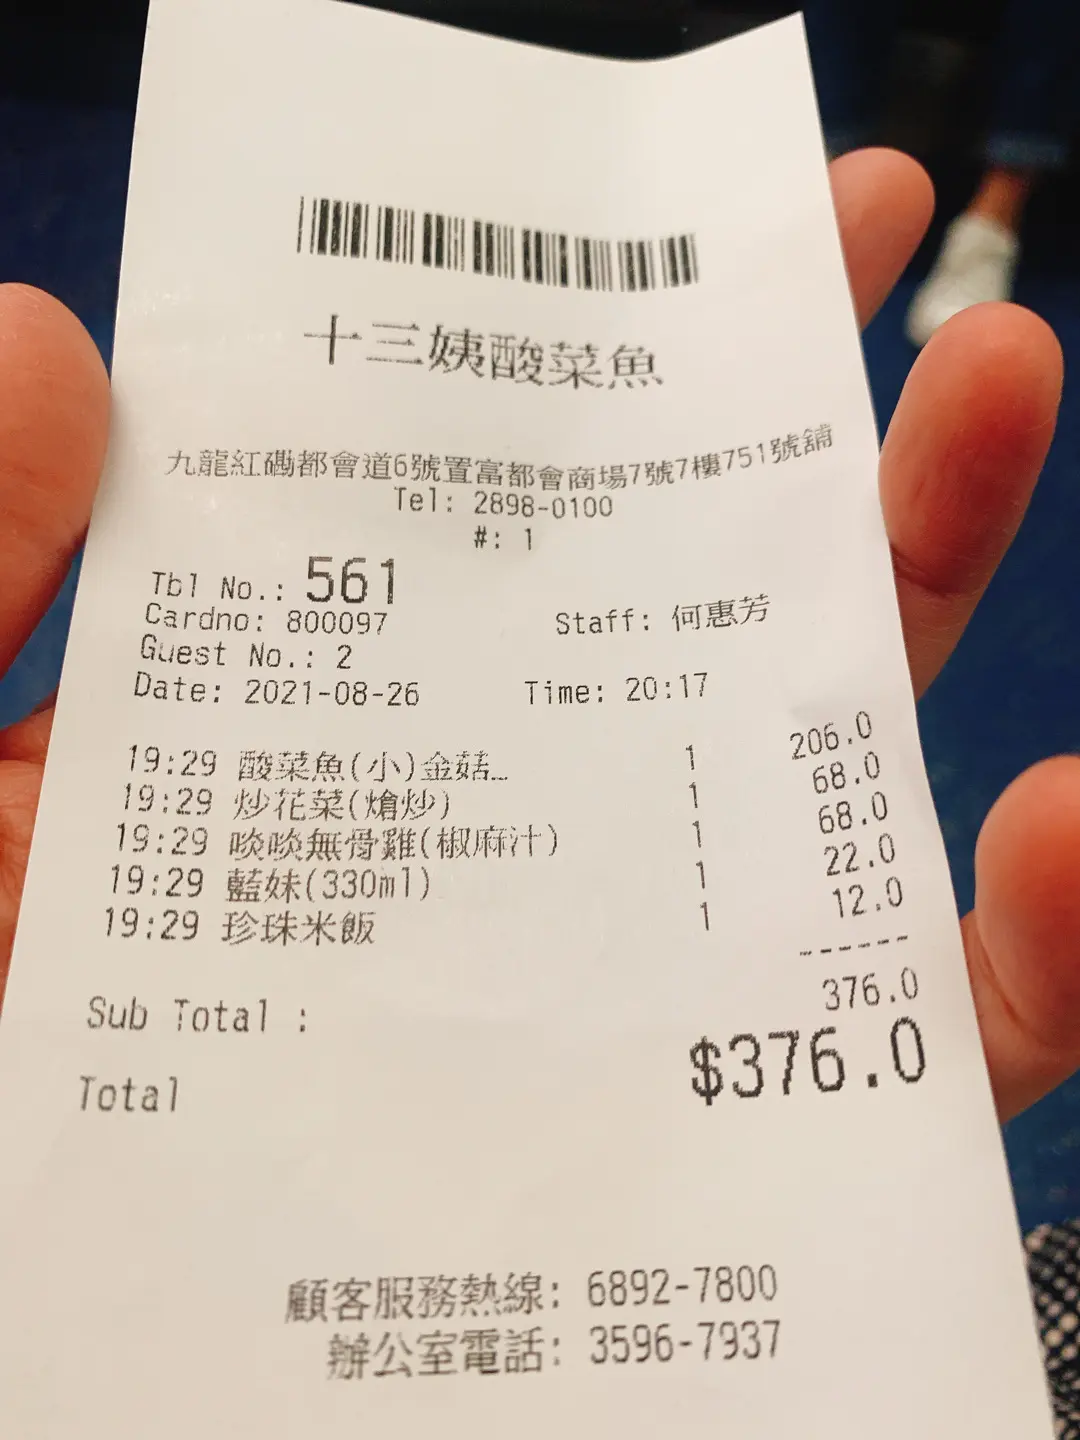 十三姨酸菜魚
九龍紅磡都會道6號置富都會商場7號7樓751號舖
Tel: 2898-0100
#: 1
Tbl No.: 561
Cardno: 800097 Staff: 何惠芳
Guest No.: 2
Date: 2021-08-26 Time: 20:17
19:29 酸菜魚(小)金菇… 1 206.0
19:29 炒花菜(熗炒) 1 68.0
19:29 啖啖無骨雞(椒麻汁) 1 68.0
19:29 藍妹(330ml) 1 22.0
19:29 珍珠米飯 1 12.0
------
Sub Total : 376.0
Total $376.0
顧客服務熱線: 6892-7800
辦公室電話: 3596-7937